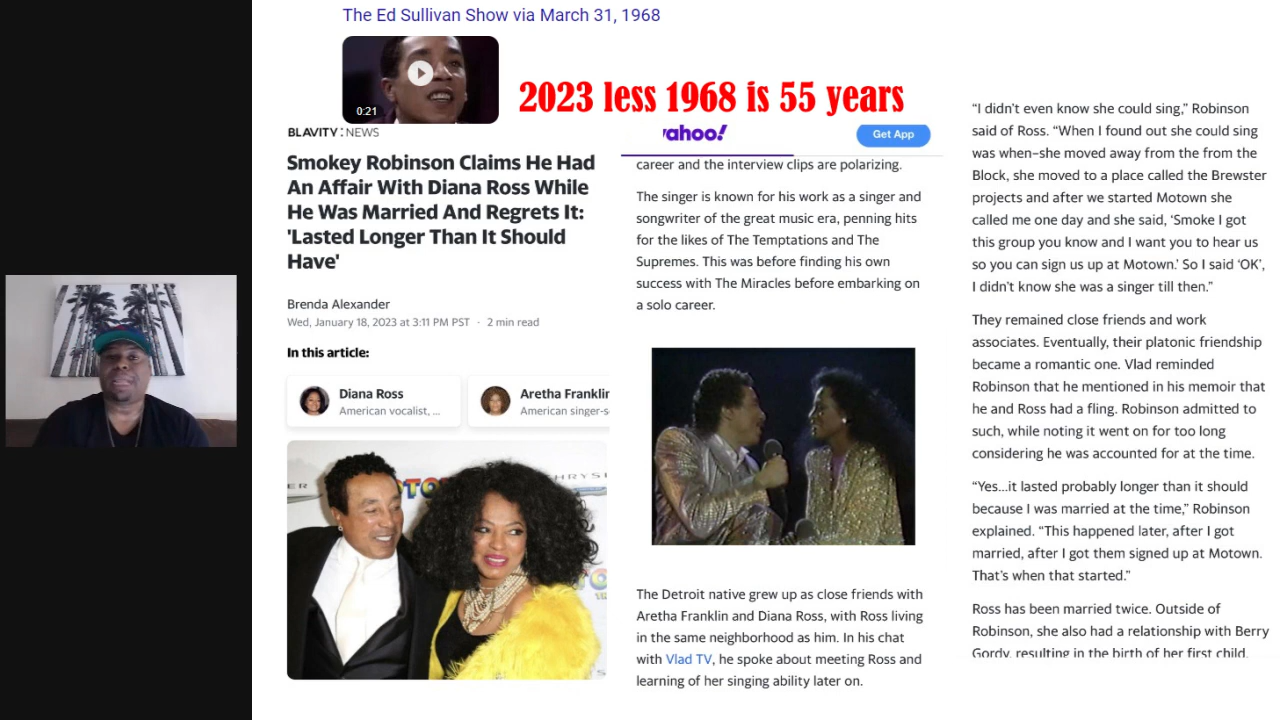 The Ed Sullivan Show via March 31, 1968
0:21
2023 less 1968 is 55 years
BLAVITY : NEWS
Smokey Robinson Claims He Had
An Affair With Diana Ross While
He Was Married And Regrets It:
'Lasted Longer Than It Should
Have'
Brenda Alexander
Wed, January 18, 2023 at 3:11 PM PST · 2 min read
In this article:
Diana Ross
American vocalist, ...
Aretha Franklin
American singer-s
yahoo!
Get App
career and the interview clips are polarizing.
The singer is known for his work as a singer and
songwriter of the great music era, penning hits
for the likes of The Temptations and The
Supremes. This was before finding his own
success with The Miracles before embarking on
a solo career.
The Detroit native grew up as close friends with
Aretha Franklin and Diana Ross, with Ross living
in the same neighborhood as him. In his chat
with Vlad TV, he spoke about meeting Ross and
learning of her singing ability later on.
“I didn’t even know she could sing,” Robinson
said of Ross. “When I found out she could sing
was when–she moved away from the from the
Block, she moved to a place called the Brewster
projects and after we started Motown she
called me one day and she said, ‘Smoke I got
this group you know and I want you to hear us
so you can sign us up at Motown.’ So I said ‘OK’,
I didn’t know she was a singer till then.”
They remained close friends and work
associates. Eventually, their platonic friendship
became a romantic one. Vlad reminded
Robinson that he mentioned in his memoir that
he and Ross had a fling. Robinson admitted to
such, while noting it went on for too long
considering he was accounted for at the time.
“Yes…it lasted probably longer than it should
because I was married at the time,” Robinson
explained. “This happened later, after I got
married, after I got them signed up at Motown.
That’s when that started.”
Ross has been married twice. Outside of
Robinson, she also had a relationship with Berry
Gordy, resulting in the birth of her first child.